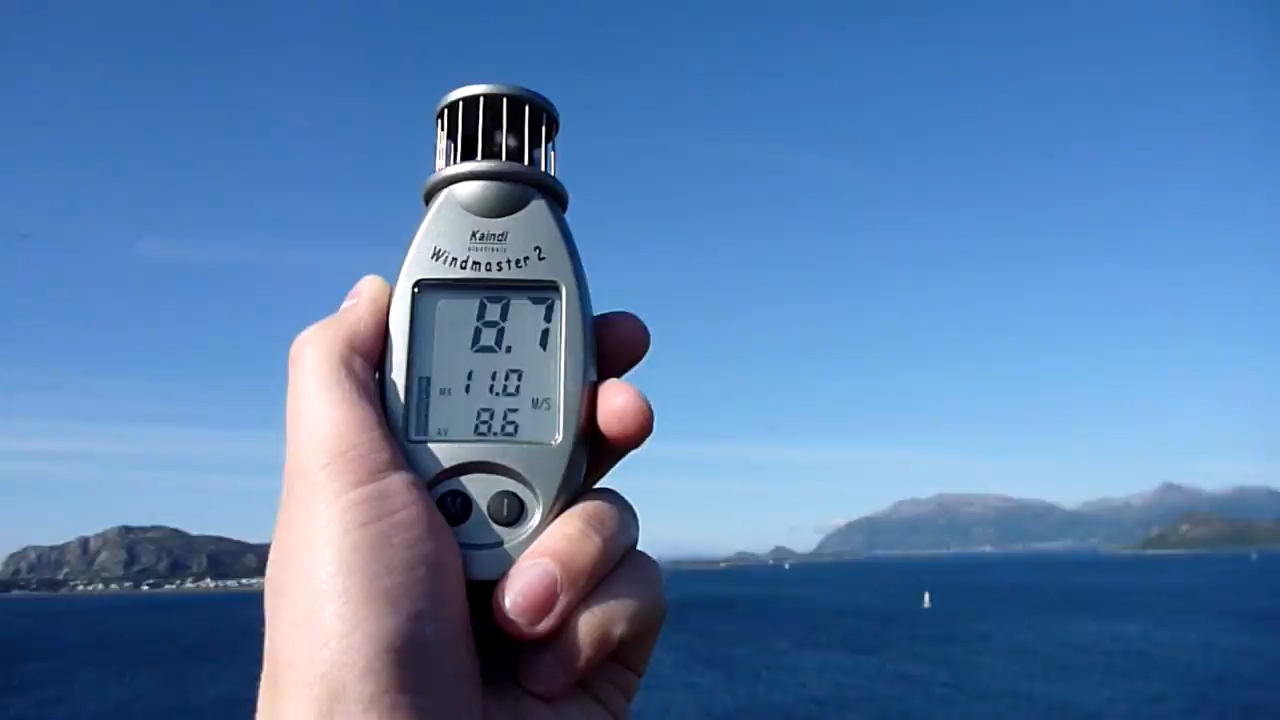 Kaindl
electronic
Windmaster 2
8.7
MX 11.0
M/S
AV 8.6
M I